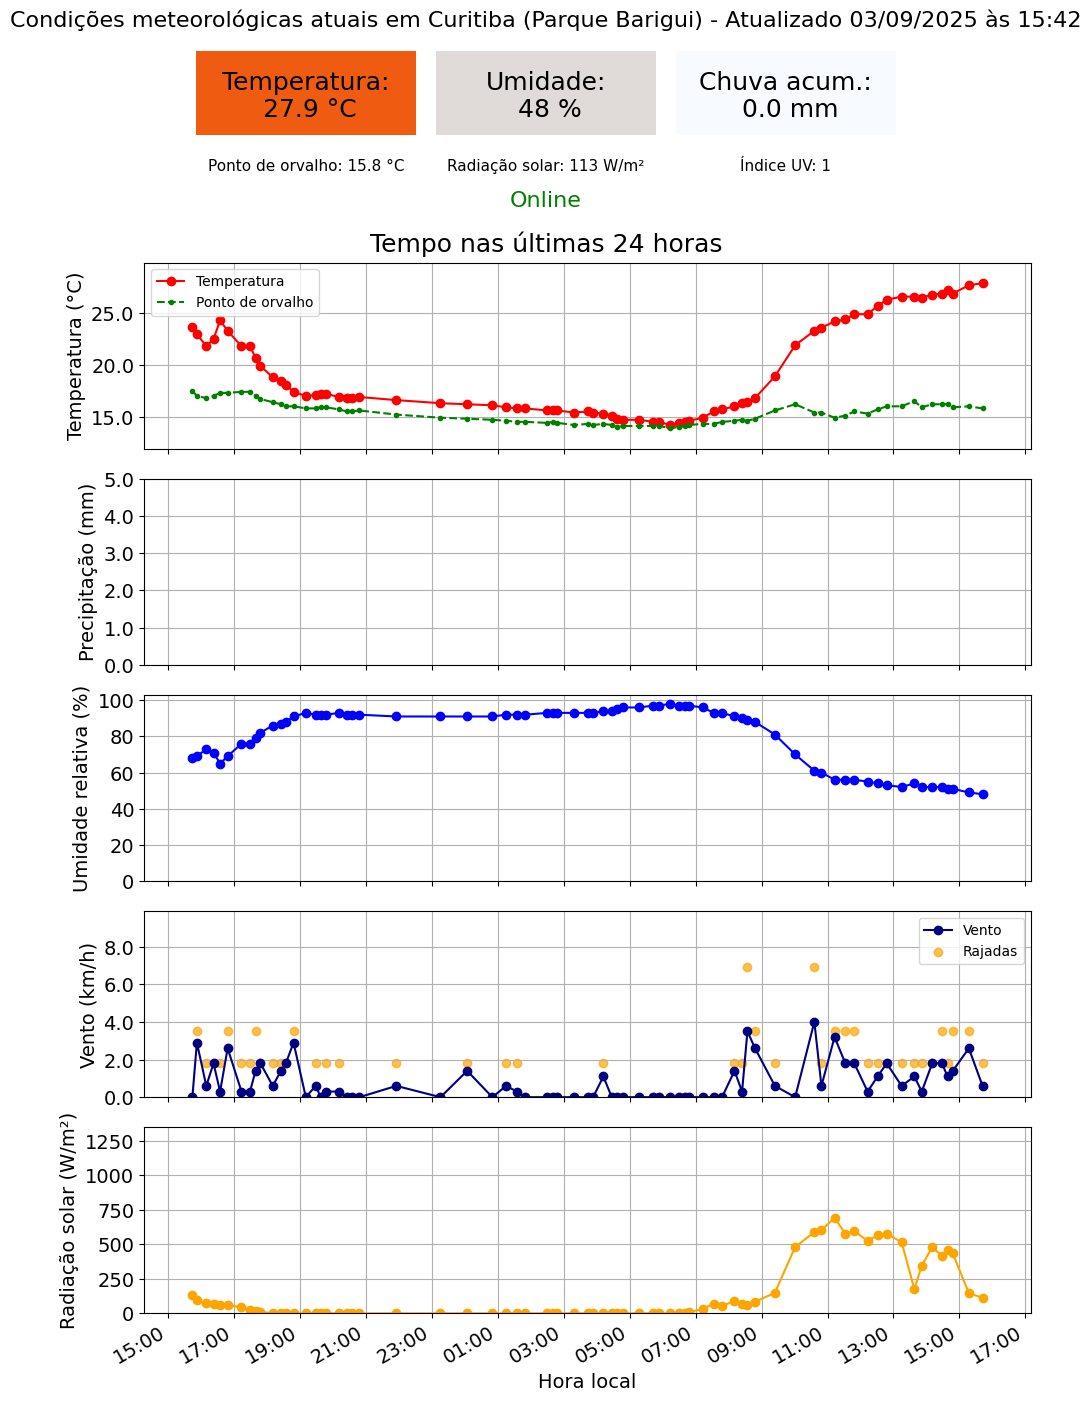 Condições meteorológicas atuais em Curitiba (Parque Barigui) - Atualizado 03/09/2025 às 15:42
Temperatura:
27.9 °C
Umidade:
48 %
Chuva acum.:
0.0 mm
Ponto de orvalho: 15.8 °C
Radiação solar: 113 W/m²
Índice UV: 1
Online
Tempo nas últimas 24 horas
Temperatura (°C)
25.0
20.0
15.0
Temperatura
Ponto de orvalho
Precipitação (mm)
5.0
4.0
3.0
2.0
1.0
0.0
Umidade relativa (%)
100
80
60
40
20
0
Vento (km/h)
8.0
6.0
4.0
2.0
0.0
Vento
Rajadas
Radiação solar (W/m²)
1250
1000
750
500
250
0
15:00
17:00
19:00
21:00
23:00
01:00
03:00
05:00
07:00
09:00
11:00
13:00
15:00
17:00
Hora local